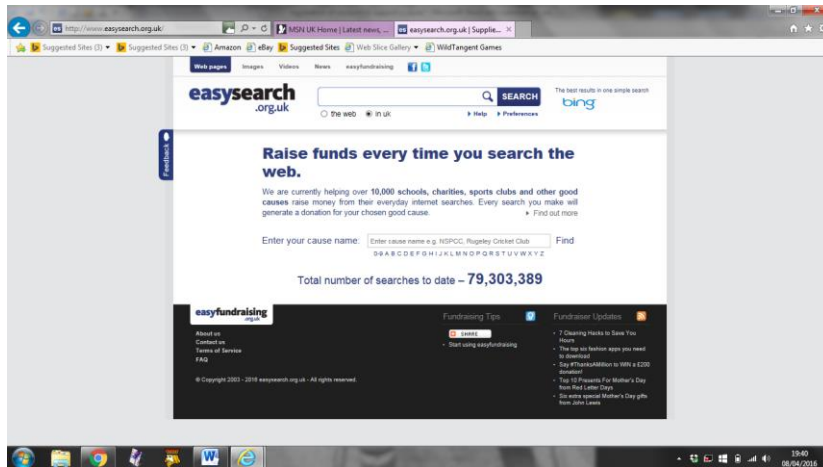 http://www.easysearch.org.uk/
MSN UK Home | Latest news, ...
easysearch.org.uk | Supplie...
Suggested Sites (3)
Suggested Sites (3)
Amazon
eBay
Suggested Sites
Web Slice Gallery
WildTangent Games
Web pages
Images
Videos
News
easyfundraising
easysearch
.org.uk
SEARCH
the web
in uk
Help
Preferences
The best results in one simple search
bing
Feedback
Raise funds every time you search the
web.
We are currently helping over 10,000 schools, charities, sports clubs and other good
causes raise money from their everyday internet searches. Every search you make will
generate a donation for your chosen good cause.
Find out more
Enter your cause name:
Enter cause name e.g. NSPCC, Rugeley Cricket Club
Find
0-9 A B C D E F G H I J K L M N O P Q R S T U V W X Y Z
Total number of searches to date – 79,303,389
easyfundraising
.org.uk
About us
Contact us
Terms of Service
FAQ
© Copyright 2003 - 2016 easysearch.org.uk - All rights reserved.
Fundraising Tips
SHARE
Start using easyfundraising
Fundraiser Updates
7 Cleaning Hacks to Save You
Hours
The top six fashion apps you need
to download
Say #ThanksAMillion to WIN a £200
donation!
Top 10 Presents For Mother's Day
from Red Letter Days
Six extra special Mother's Day gifts
from John Lewis
19:40
08/04/2016